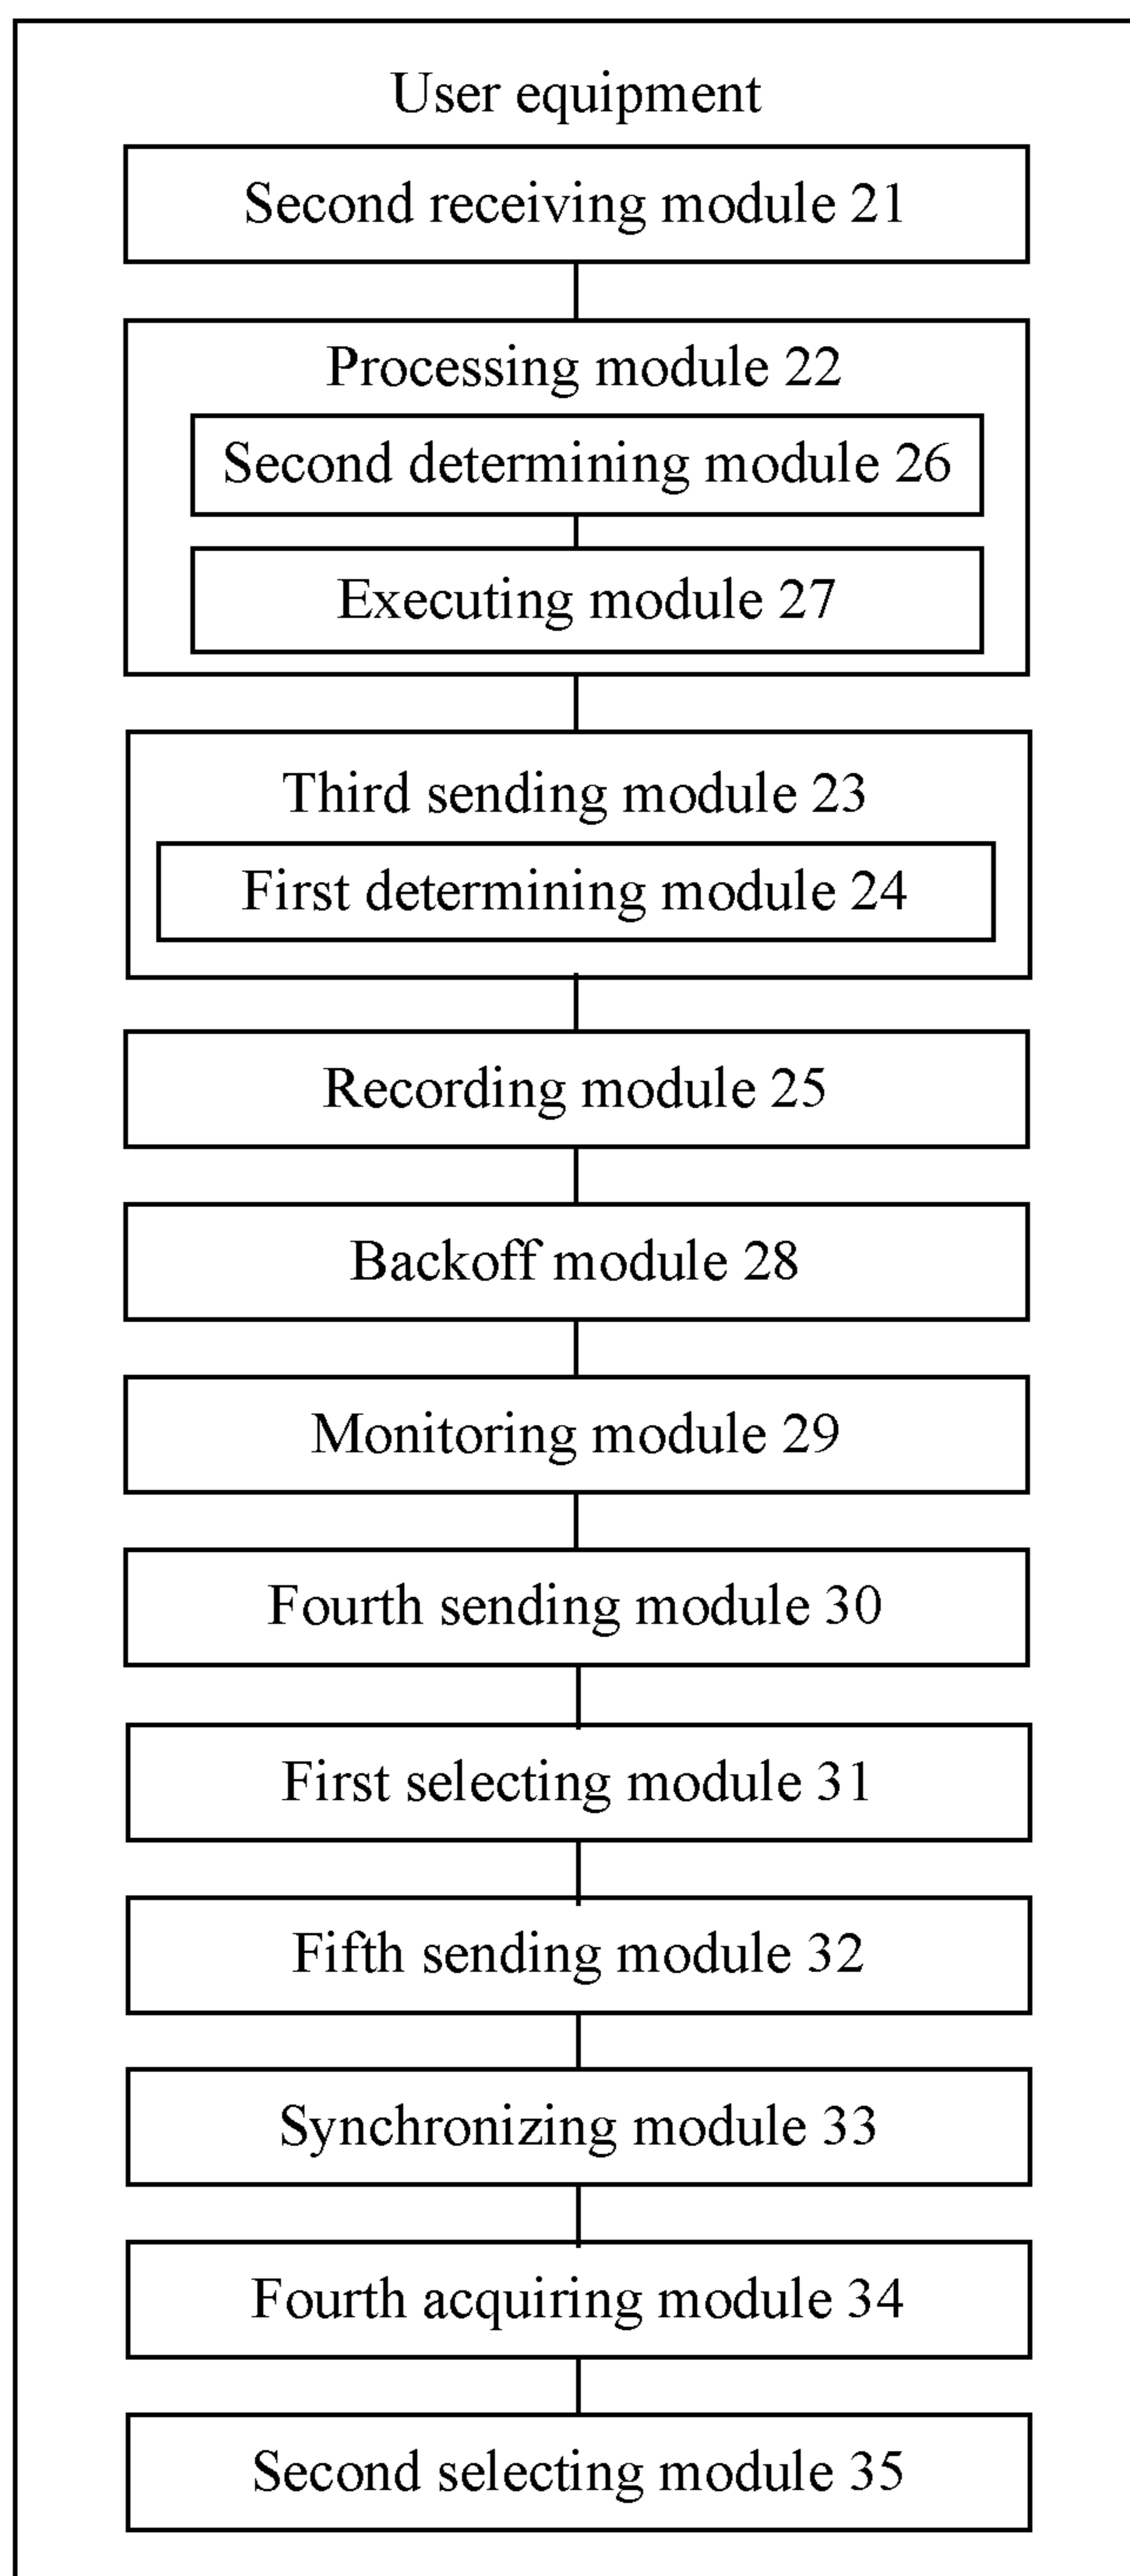 User equipment
Second receiving module 21
Processing module 22
Second determining module 26
Executing module 27
Third sending module 23
First determining module 24
Recording module 25
Backoff module 28
Monitoring module 29
Fourth sending module 30
First selecting module 31
Fifth sending module 32
Synchronizing module 33
Fourth acquiring module 34
Second selecting module 35